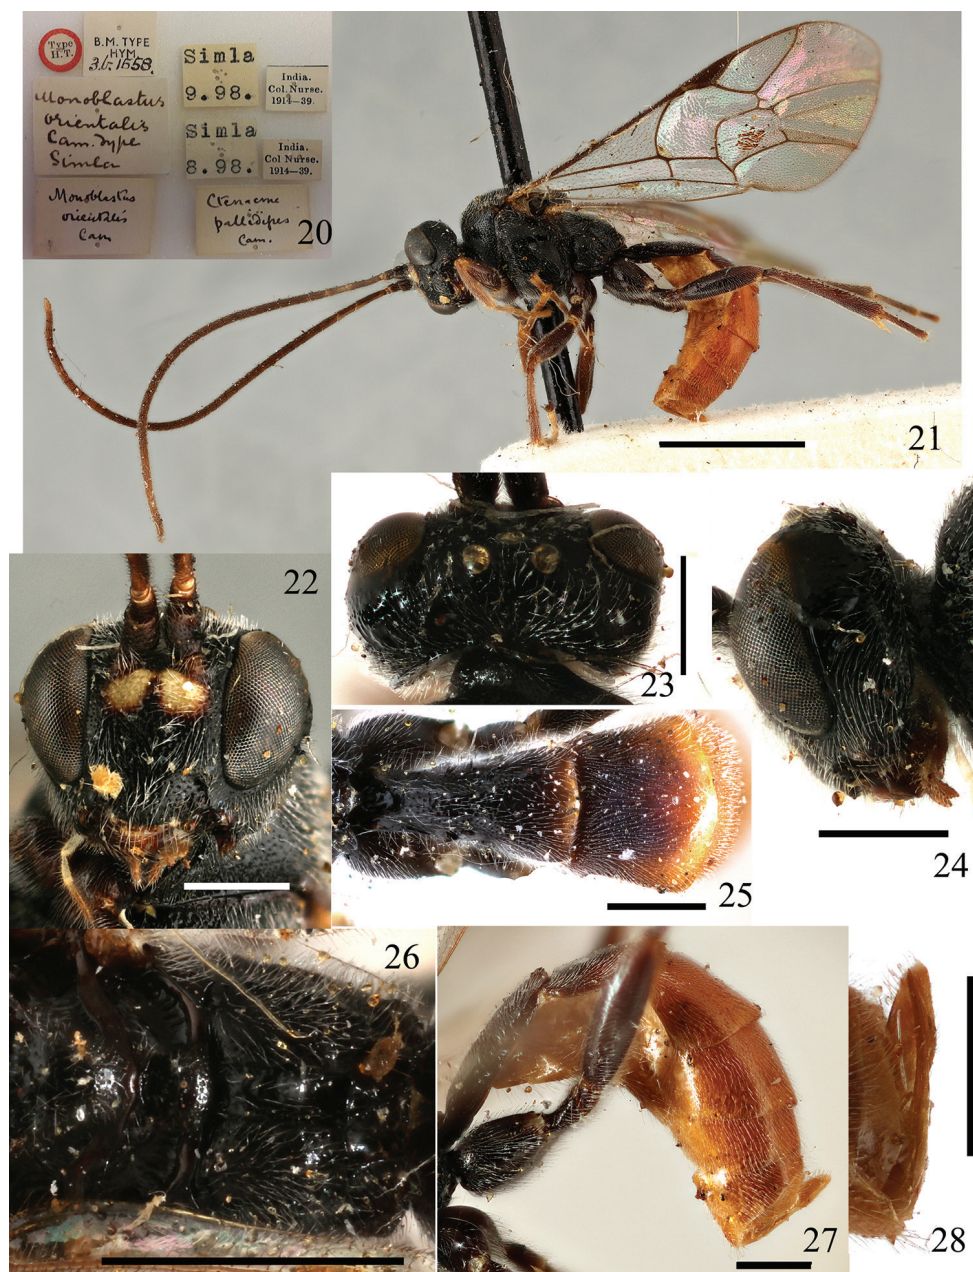 Type
H.T.
B.M. TYPE
HYM.
3.b.1558.
Monoblastus
orientalis
Cam. Type
Simla
Monoblastus
orientalis
Cam
Simla
9.98.
India.
Col. Nurse.
1914—39.
Simla
8.98.
India.
Col Nurse.
1914—39.
Ctenacme
pallidipes
Cam.
20
21
22
23
24
25
26
27
28